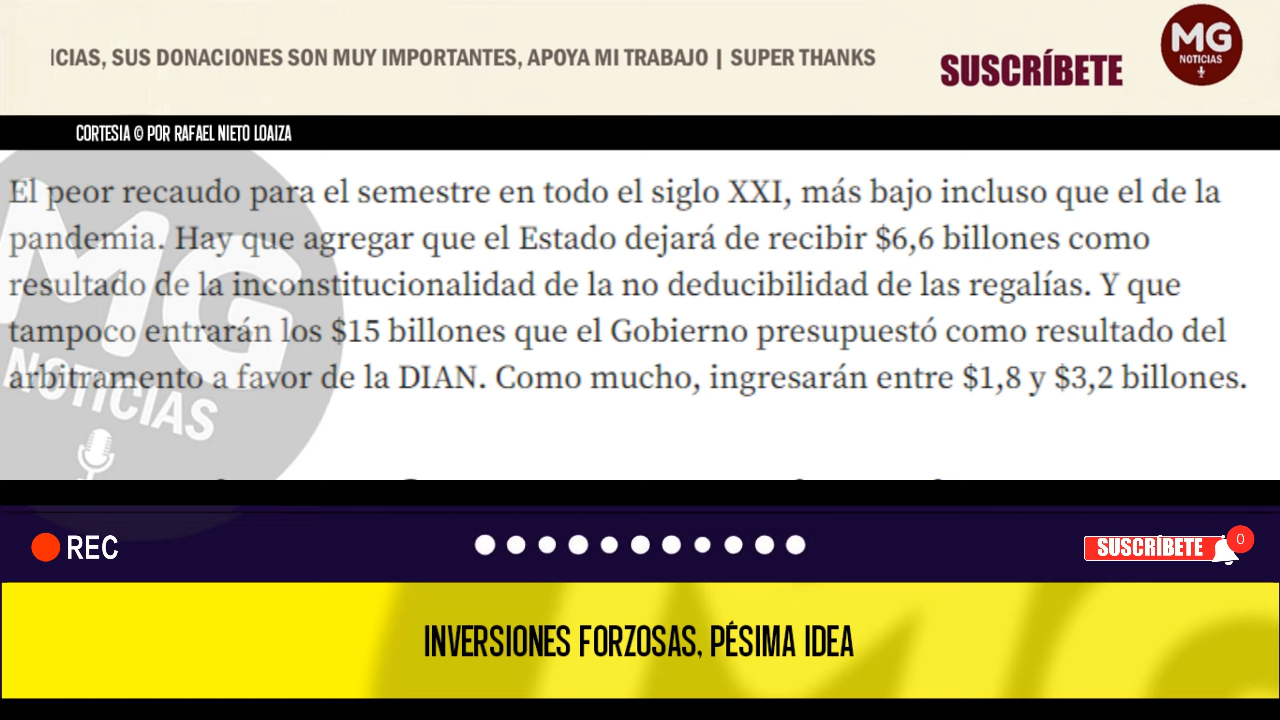 ICIAS, SUS DONACIONES SON MUY IMPORTANTES, APOYA MI TRABAJO | SUPER THANKS
SUSCRÍBETE
MG
NOTICIAS
CORTESIA © POR RAFAEL NIETO LOAIZA
El peor recaudo para el semestre en todo el siglo XXI, más bajo incluso que el de la
pandemia. Hay que agregar que el Estado dejará de recibir $6,6 billones como
resultado de la inconstitucionalidad de la no deducibilidad de las regalías. Y que
tampoco entrarán los $15 billones que el Gobierno presupuestó como resultado del
arbitramento a favor de la DIAN. Como mucho, ingresarán entre $1,8 y $3,2 billones.
MG
NOTICIAS
REC
SUSCRÍBETE
0
INVERSIONES FORZOSAS, PÉSIMA IDEA